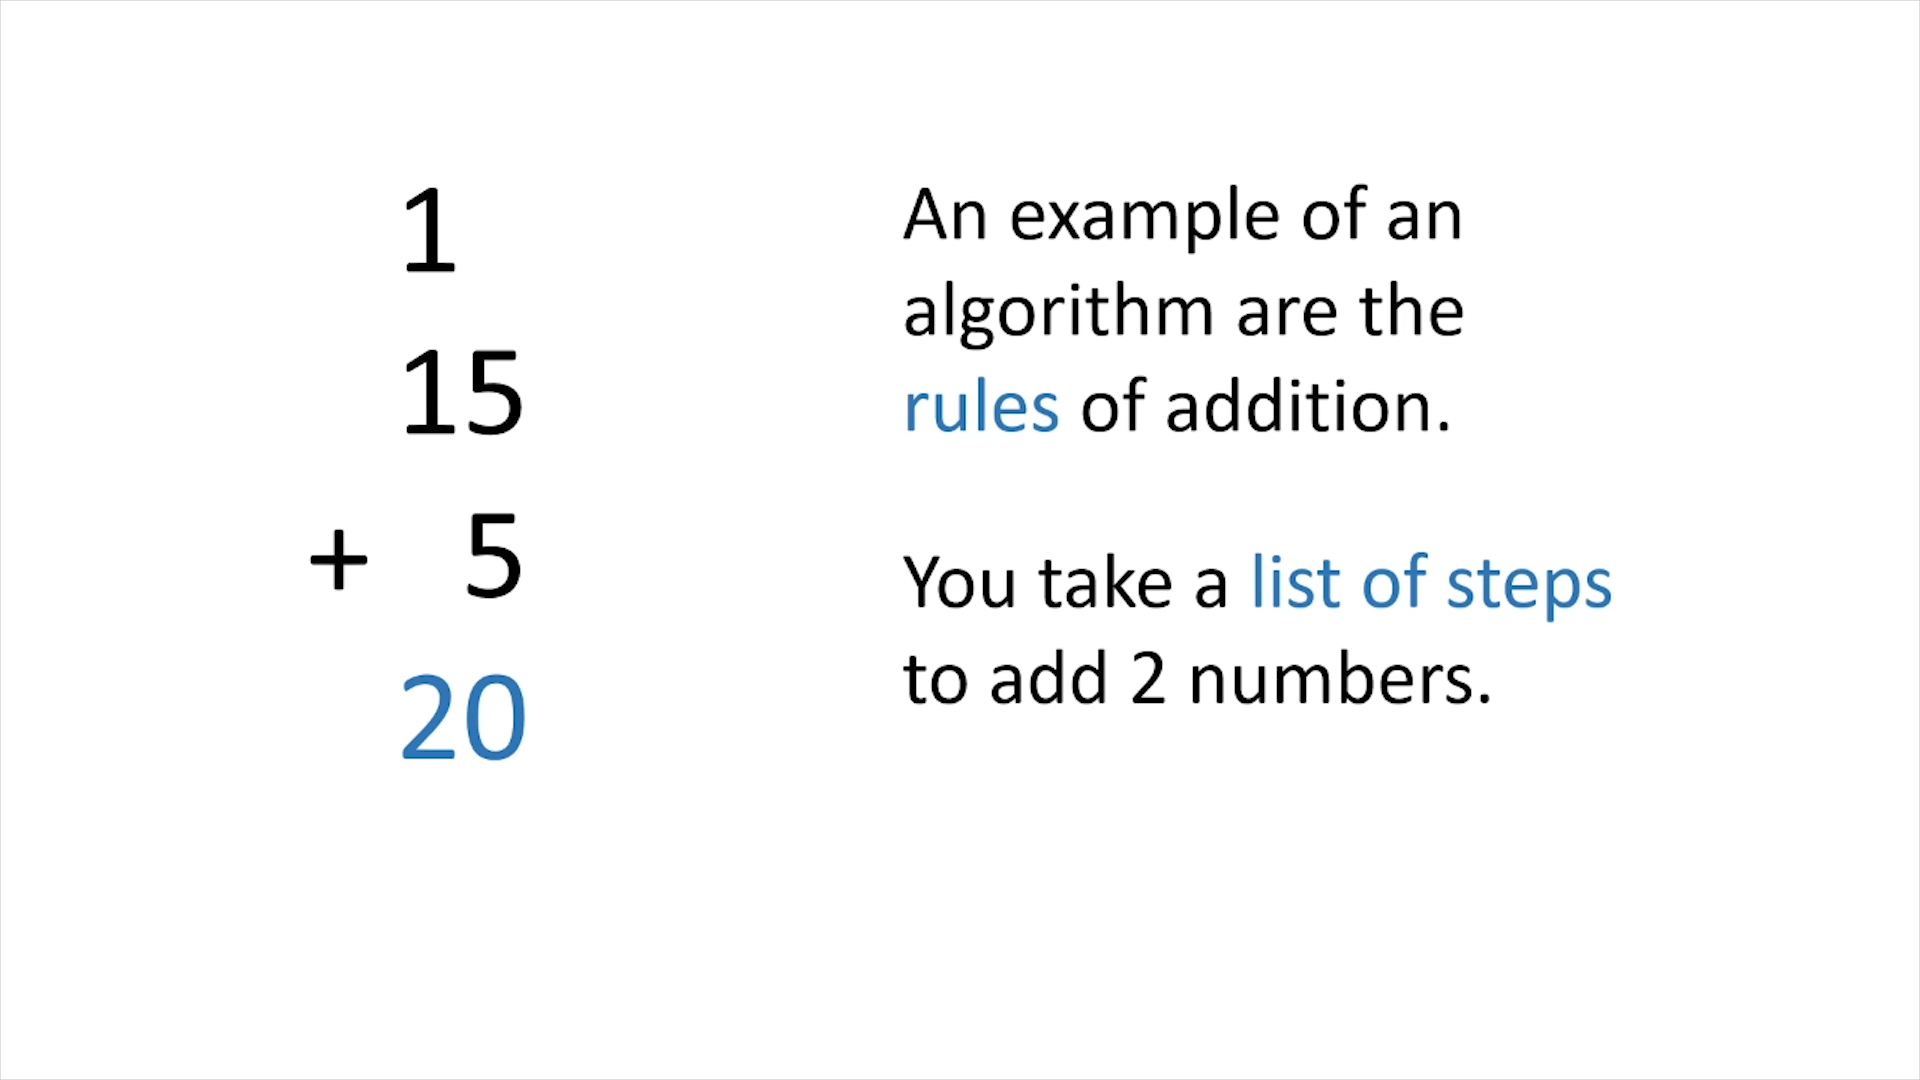 1
15
+ 5
20
An example of an
algorithm are the
rules of addition.
You take a list of steps
to add 2 numbers.